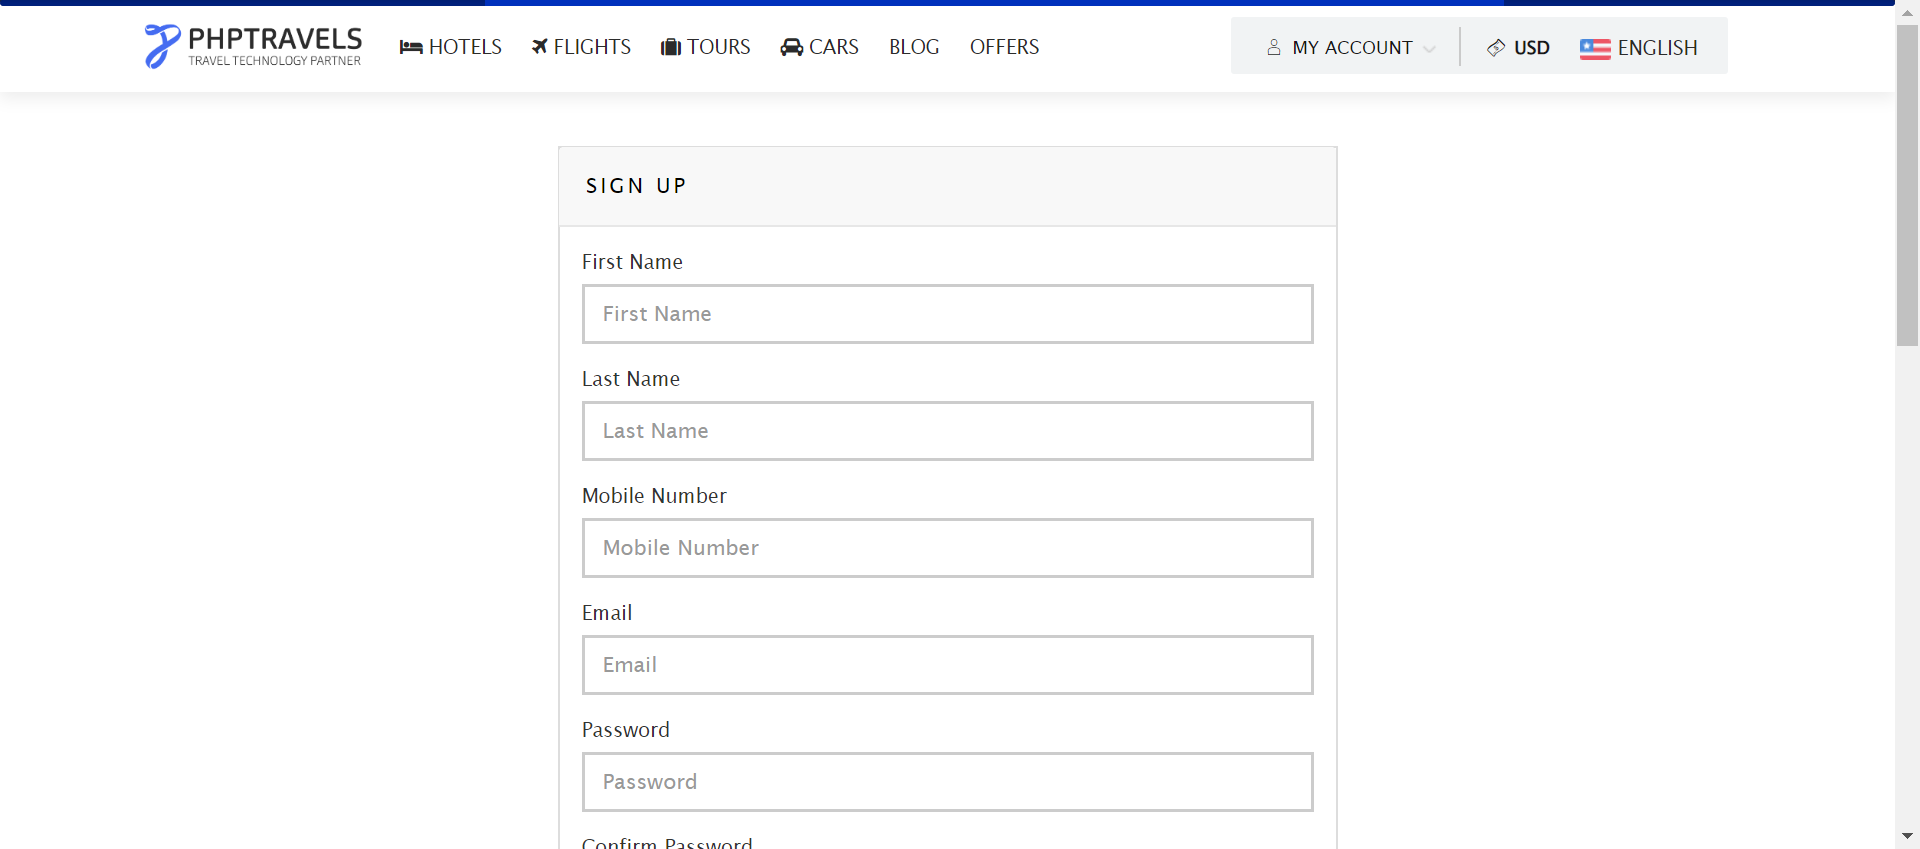 PHPTRAVELS
TRAVEL TECHNOLOGY PARTNER
HOTELS FLIGHTS TOURS CARS BLOG OFFERS
MY ACCOUNT USD ENGLISH
SIGN UP
First Name
First Name
Last Name
Last Name
Mobile Number
Mobile Number
Email
Email
Password
Password
Confirm Password